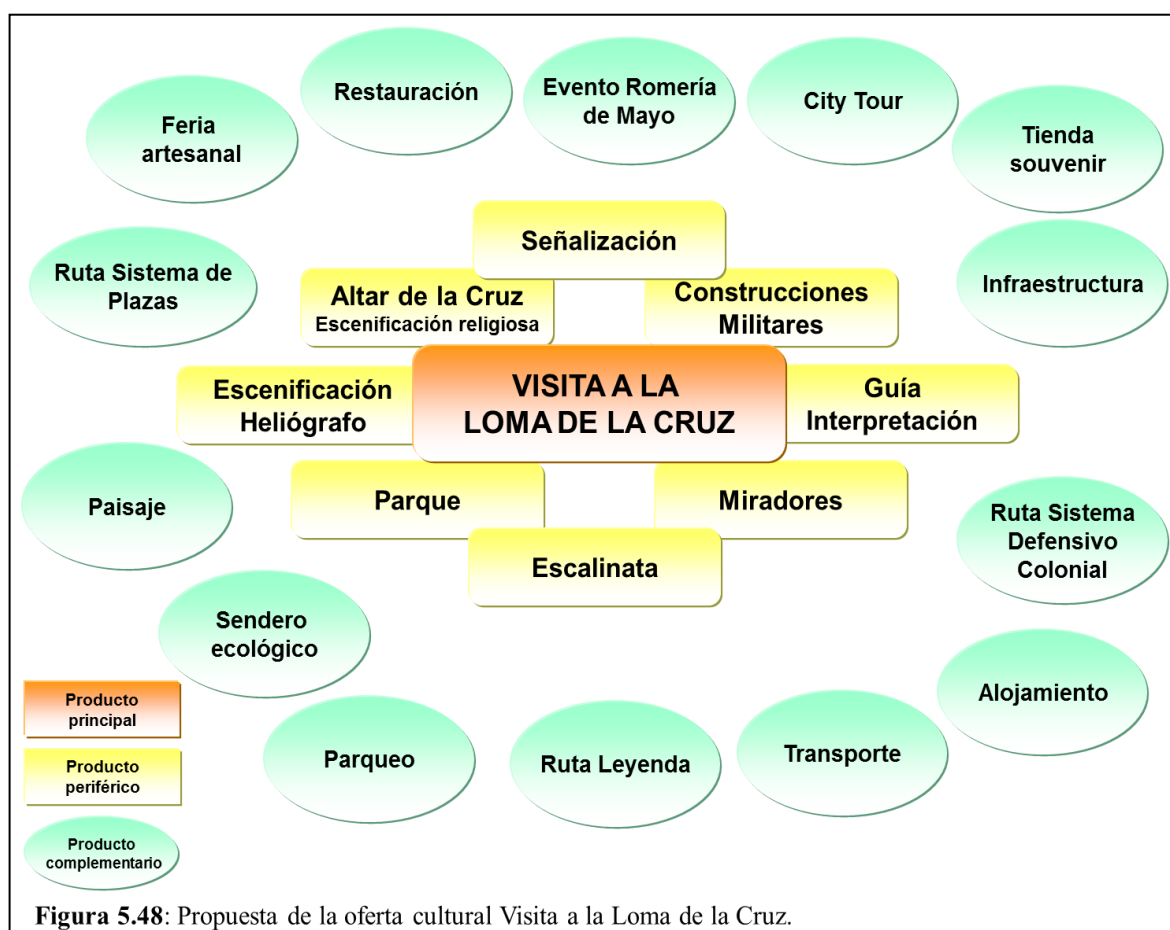 Restauración
Evento Romería
de Mayo
City Tour
Feria
artesanal
Tienda
souvenir
Señalización
Ruta Sistema de
Plazas
Altar de la Cruz
Escenificación religiosa
Construcciones
Militares
Infraestructura
Escenificación
Heliógrafo
VISITA A LA
LOMA DE LA CRUZ
Guía
Interpretación
Paisaje
Parque
Miradores
Ruta Sistema
Defensivo
Colonial
Escalinata
Sendero
ecológico
Alojamiento
Producto
principal
Parqueo
Ruta Leyenda
Transporte
Producto
periférico
Producto
complementario
Figura 5.48: Propuesta de la oferta cultural Visita a la Loma de la Cruz.